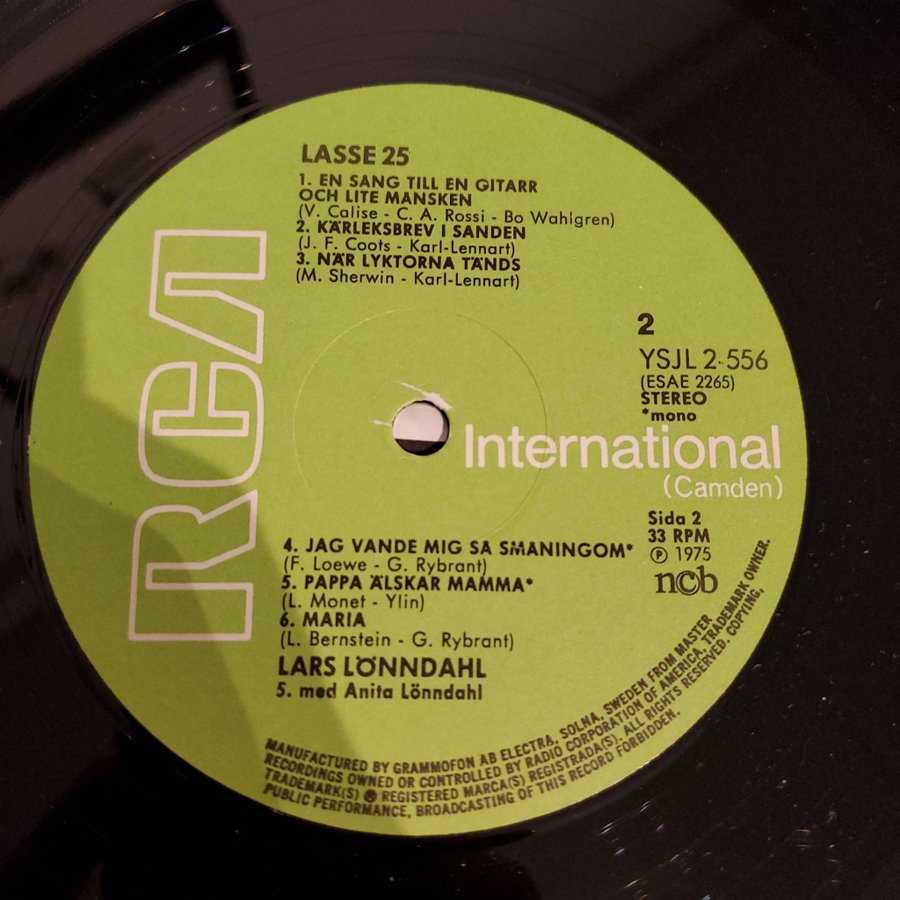 LASSE 25
1. EN SANG TILL EN GITARR
OCH LITE MANSKEN
(V. Calise - C. A. Rossi - Bo Wahlgren)
2. KÄRLEKSBREV I SANDEN
(J. F. Coots - Karl-Lennart)
3. NÄR LYKTORNA TÄNDS
(M. Sherwin - Karl-Lennart)
RCA
2
YSJL 2-556
(ESAE 2265)
STEREO
*mono
International
(Camden)
Sida 2
33 RPM
Ⓟ 1975
ncb
4. JAG VANDE MIG SA SMANINGOM*
(F. Loewe - G. Rybrant)
5. PAPPA ÄLSKAR MAMMA*
(L. Monet - Ylin)
6. MARIA
(L. Bernstein - G. Rybrant)
LARS LÖNNDAHL
5. med Anita Lönndahl
MANUFACTURED BY GRAMMOFON AB ELECTRA, SOLNA, SWEDEN FROM MASTER
RECORDINGS OWNED OR CONTROLLED BY RADIO CORPORATION OF AMERICA, TRADEMARK OWNER.
TRADEMARK(S) ® REGISTERED MARCA(S) REGISTRADA(S). ALL RIGHTS RESERVED. COPYING,
PUBLIC PERFORMANCE, BROADCASTING OF THIS RECORD FORBIDDEN.